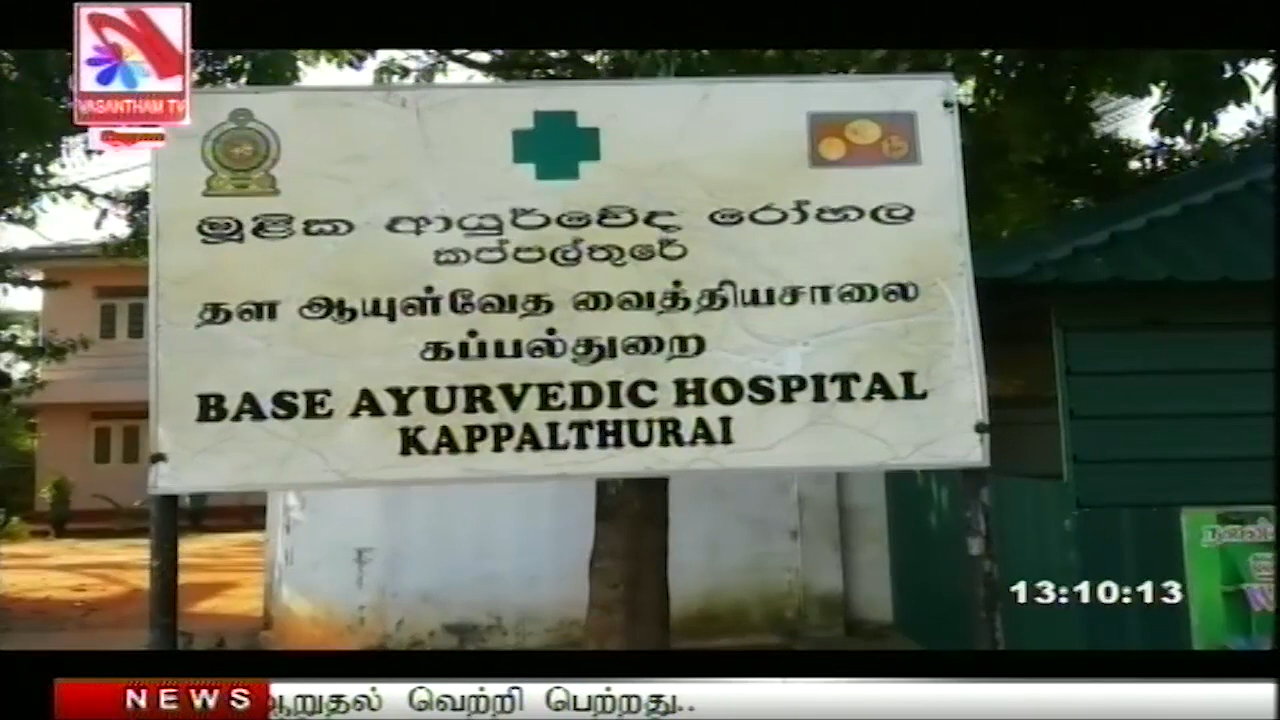 VASANTHAM TV
මූලික ආයුර්වේද රෝහල
කප්පල්තුරේ
தள ஆயுள்வேத வைத்தியசாலை
கப்பல்துறை
BASE AYURVEDIC HOSPITAL
KAPPALTHURAI
13:10:13
NEWS ஆறுதல் வெற்றி பெற்றது..